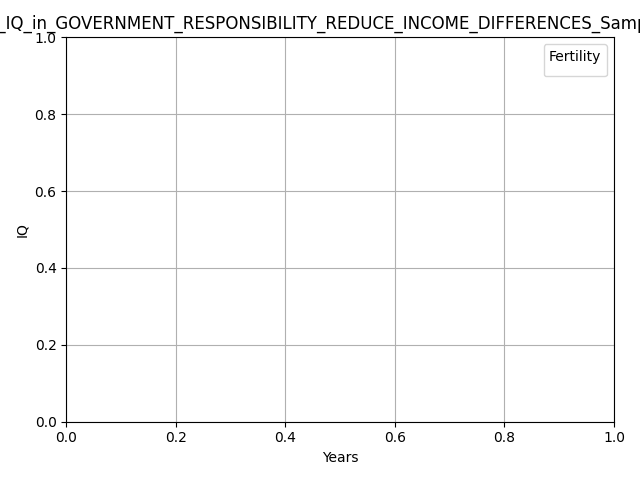 _IQ_in_GOVERNMENT_RESPONSIBILITY_REDUCE_INCOME_DIFFERENCES_Samp
Fertility
1.0
0.8
0.6
0.4
0.2
0.0
IQ
0.0 0.2 0.4 0.6 0.8 1.0
Years